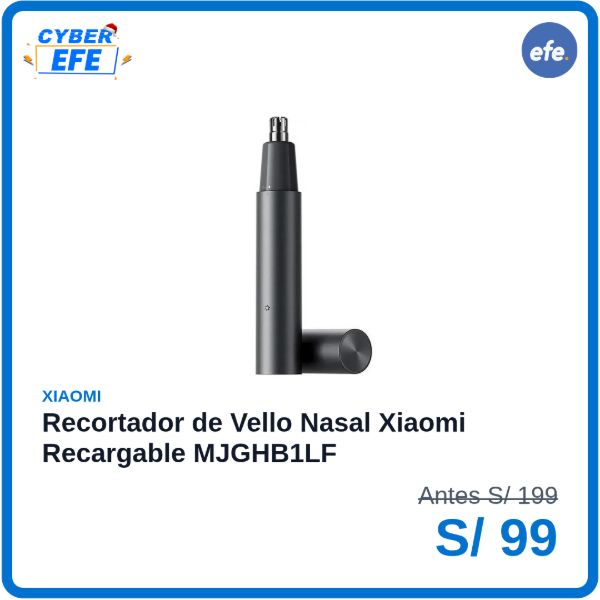 CYBER
EFE
efe.
XIAOMI
Recortador de Vello Nasal Xiaomi
Recargable MJGHB1LF
Antes S/ 199
S/ 99